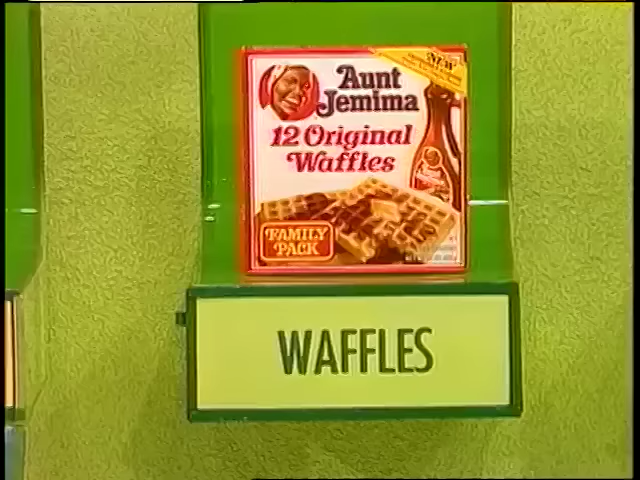 NEW
Aunt
Jemima
12 Original
Waffles
FAMILY
PACK
WAFFLES